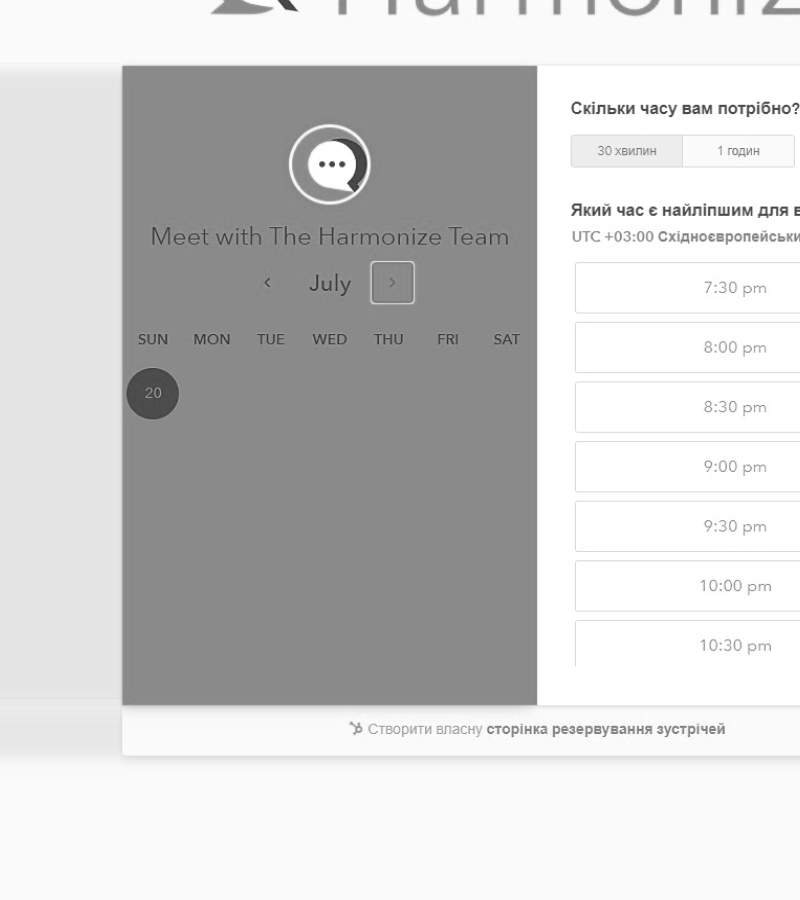 Harmoniz
Meet with The Harmonize Team
July
SUN MON TUE WED THU FRI SAT
20
Скільки часу вам потрібно?
30 хвилин 1 годин
Який час є найліпшим для в
UTC +03:00 Східноєвропейськи
7:30 pm
8:00 pm
8:30 pm
9:00 pm
9:30 pm
10:00 pm
10:30 pm
Створити власну сторінка резервування зустрічей